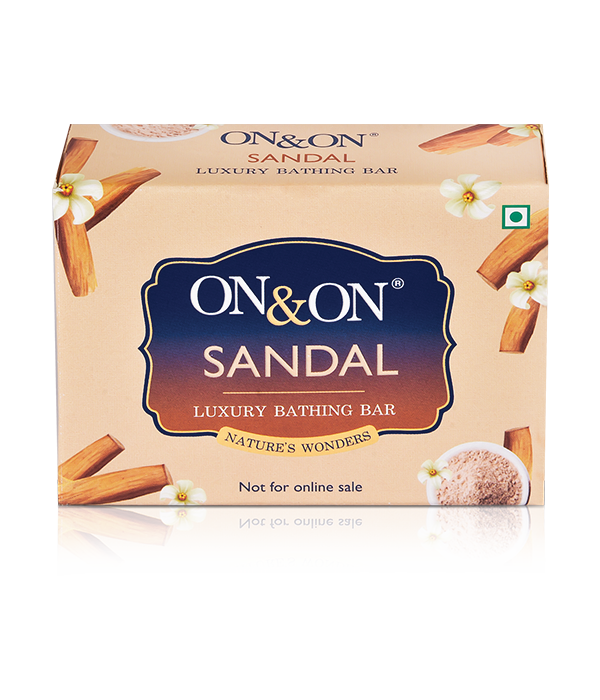 ON&ON®
SANDAL
LUXURY BATHING BAR
ON&ON®
SANDAL
LUXURY BATHING BAR
NATURE'S WONDERS
Not for online sale